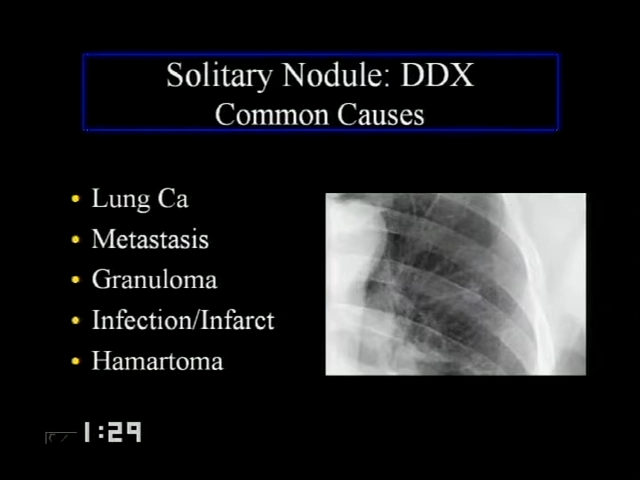 Solitary Nodule: DDX
Common Causes
• Lung Ca
• Metastasis
• Granuloma
• Infection/Infarct
• Hamartoma
1:29